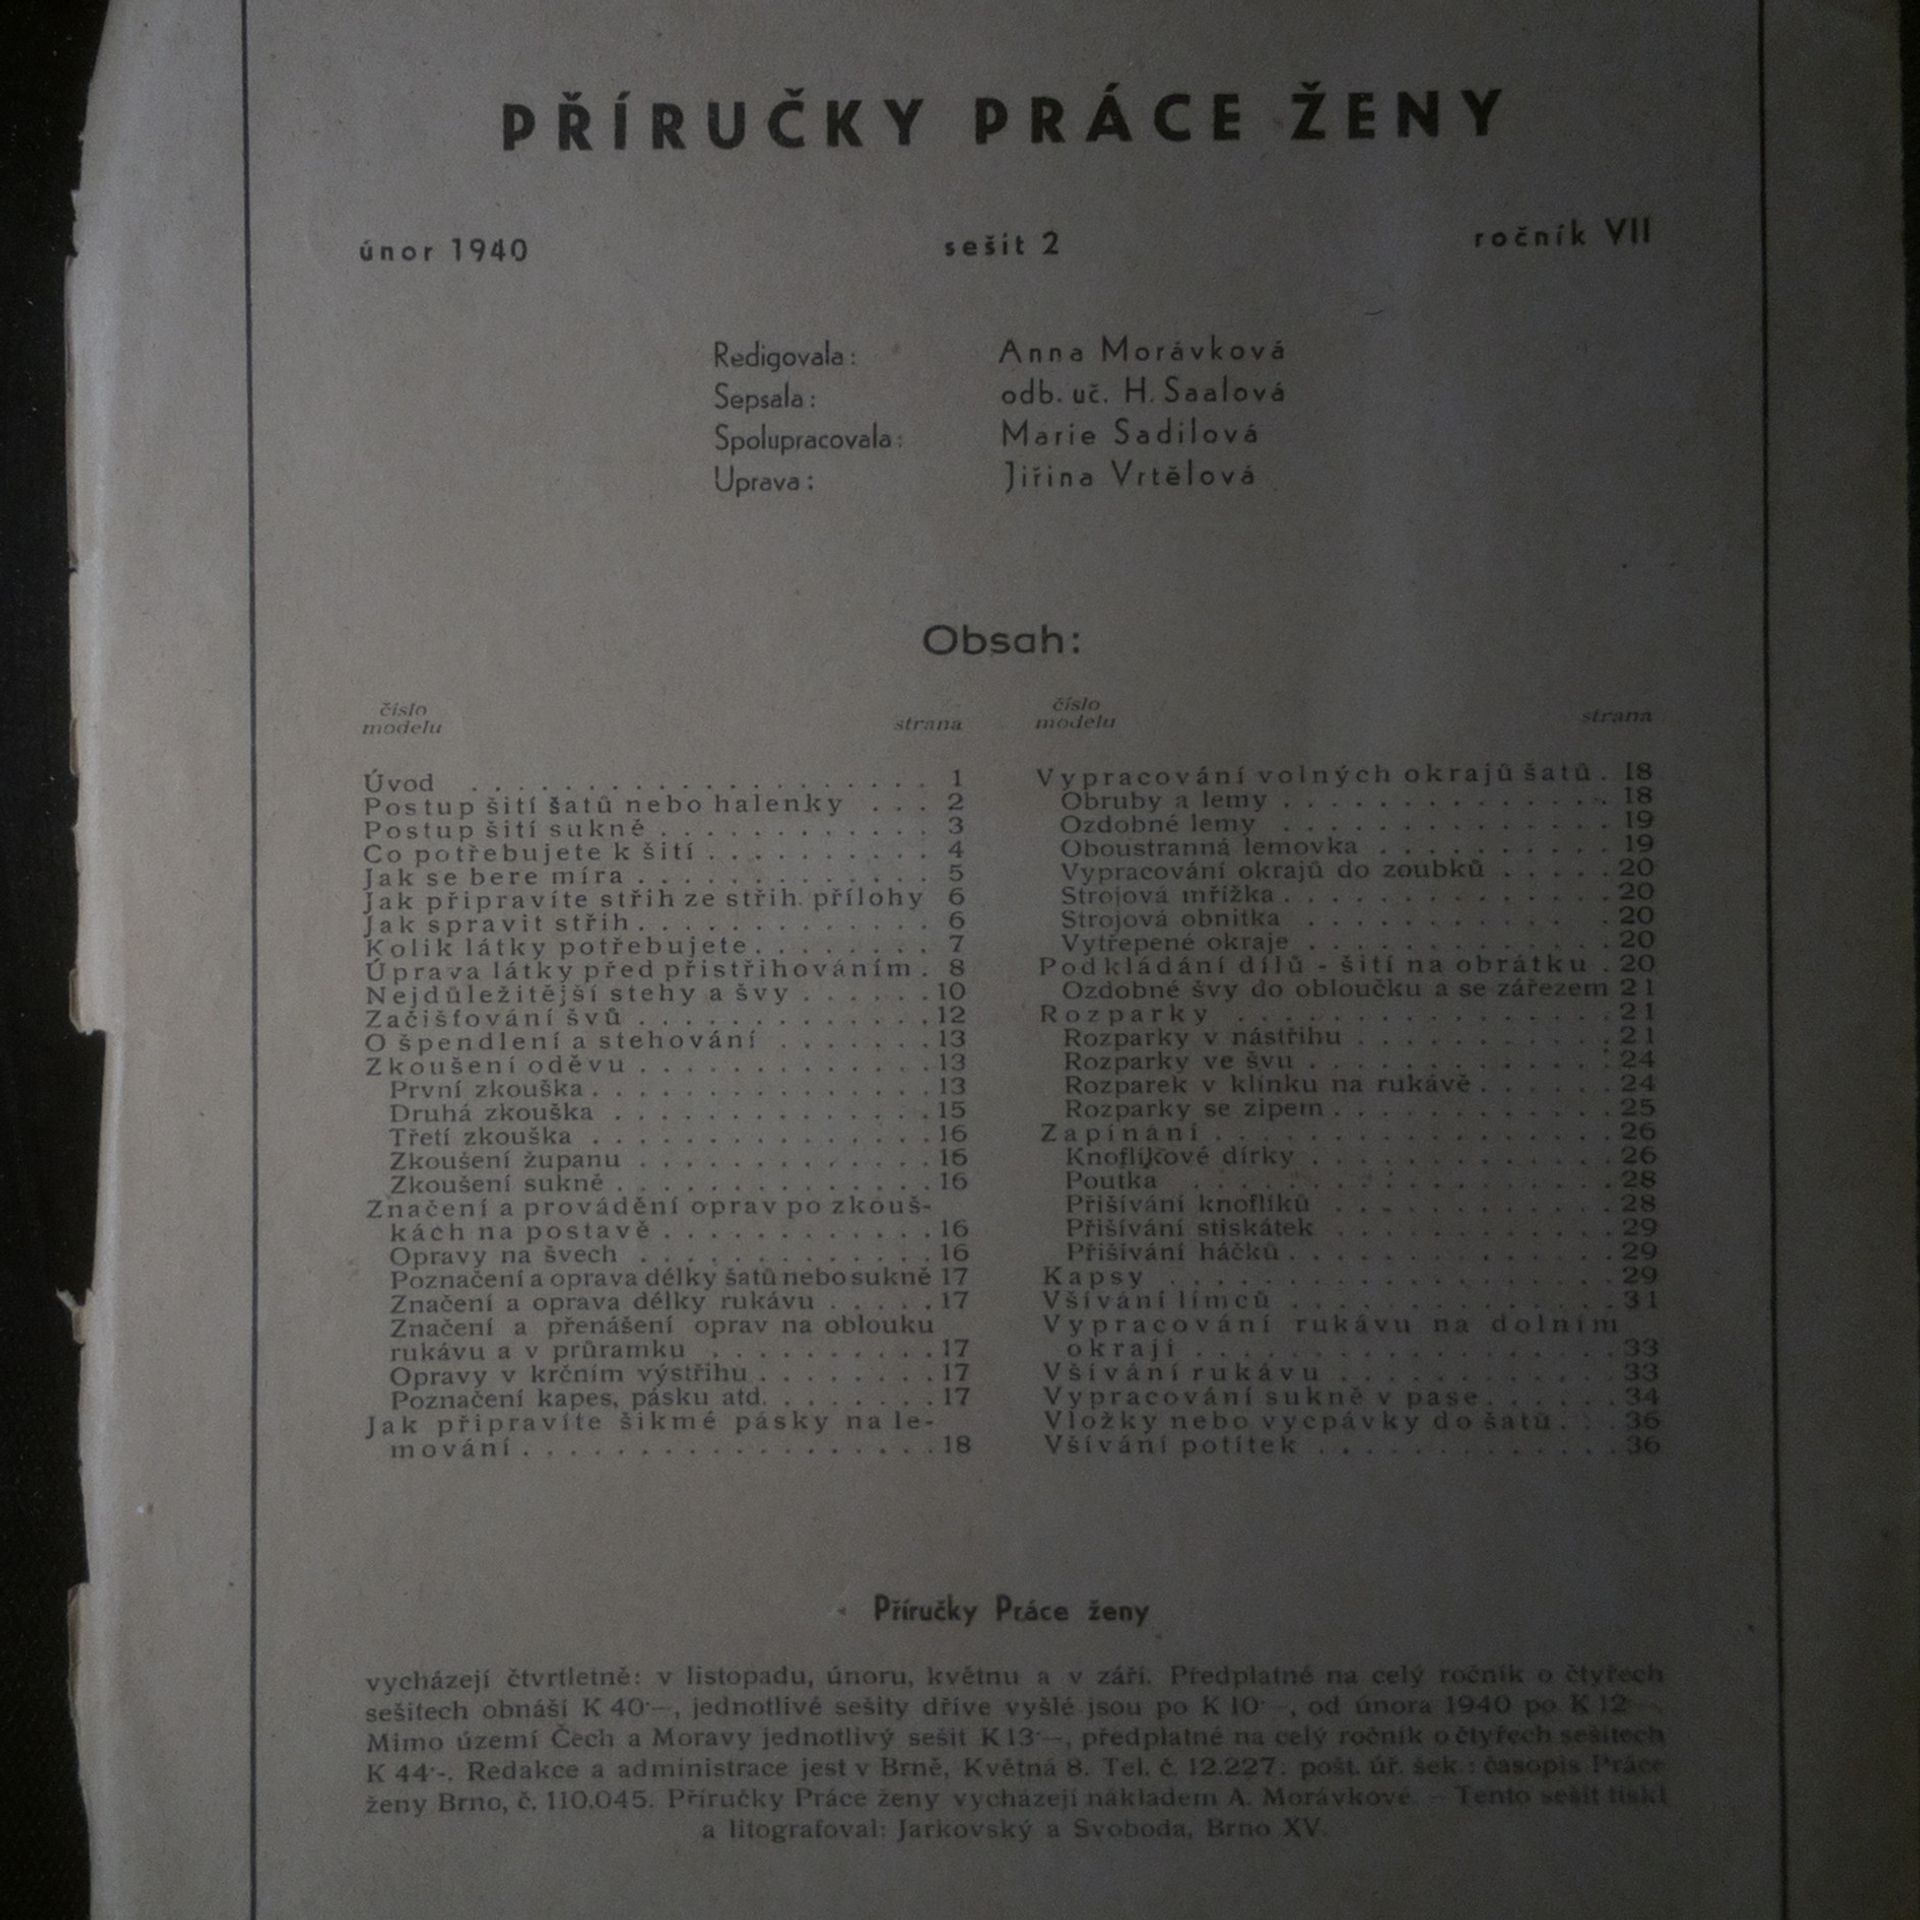 PŘÍRUČKY PRÁCE ŽENY
únor 1940 sešit 2 ročník VII
Redigovala: Anna Morávková
Sepsala: odb. uč. H. Saalová
Spolupracovala: Marie Sadilová
Uprava: Jiřina Vrtělová
Obsah:
číslo
modelu strana
Úvod . . . . . . . . . . . . . . . . . . . . 1
Postup šití šatů nebo halenky . . . 2
Postup šití sukně . . . . . . . . . . . . 3
Co potřebujete k šití . . . . . . . . . . 4
Jak se bere míra . . . . . . . . . . . . . 5
Jak připravíte střih ze střih. přílohy 6
Jak spravit střih . . . . . . . . . . . . . 6
Kolik látky potřebujete . . . . . . . . 7
Úprava látky před přistřihováním . 8
Nejdůležitější stehy a švy . . . . . . 10
Začišťování švů . . . . . . . . . . . . . 12
O špendlení a stehování . . . . . . . 13
Zkoušení oděvu . . . . . . . . . . . . . 13
První zkouška . . . . . . . . . . . . . . . 13
Druhá zkouška . . . . . . . . . . . . . . 15
Třetí zkouška . . . . . . . . . . . . . . . 16
Zkoušení županu . . . . . . . . . . . . . 16
Zkoušení sukně . . . . . . . . . . . . . . 16
Značení a provádění oprav po zkouš-
kách na postavě . . . . . . . . . . . . 16
Opravy na švech . . . . . . . . . . . . . 16
Poznačení a oprava délky šatů nebo sukně 17
Značení a oprava délky rukávu . . . . . 17
Značení a přenášení oprav na oblouku
rukávu a v průramku . . . . . . . . . . 17
Opravy v krčním výstřihu . . . . . . . . 17
Poznačení kapes, pásku atd. . . . . . . . 17
Jak připravíte šikmé pásky na le-
mování . . . . . . . . . . . . . . . . . . 18
číslo
modelu strana
Vypracování volných okrajů šatů . 18
Obruby a lemy . . . . . . . . . . . . . . 18
Ozdobné lemy . . . . . . . . . . . . . . 19
Oboustranná lemovka . . . . . . . . . . 19
Vypracování okrajů do zoubků . . . . . 20
Strojová mřížka . . . . . . . . . . . . . . 20
Strojová obnitka . . . . . . . . . . . . . 20
Vytřepené okraje . . . . . . . . . . . . . 20
Podkládání dílů - šití na obrátku . 20
Ozdobné švy do obloučku a se zářezem 21
Rozparky . . . . . . . . . . . . . . . . . 21
Rozparky v nástřihu . . . . . . . . . . . 21
Rozparky ve švu . . . . . . . . . . . . . 24
Rozparek v klínku na rukávě . . . . . . 24
Rozparky se zipem . . . . . . . . . . . . 25
Zapínání . . . . . . . . . . . . . . . . . 26
Knoflíkové dírky . . . . . . . . . . . . . 26
Poutka . . . . . . . . . . . . . . . . . . 28
Přišívání knoflíků . . . . . . . . . . . . . 28
Přišívání stiskátek . . . . . . . . . . . . 29
Přišívání háčků . . . . . . . . . . . . . . 29
Kapsy . . . . . . . . . . . . . . . . . . . 29
Všívání límců . . . . . . . . . . . . . . 31
Vypracování rukávu na dolním
okraji . . . . . . . . . . . . . . . . . . 33
Všívání rukávu . . . . . . . . . . . . . 33
Vypracování sukně v pase . . . . . . 34
Vložky nebo vycpávky do šatů . . . 36
Všívání potítek . . . . . . . . . . . . . 36
Příručky Práce ženy
vycházejí čtvrtletně: v listopadu, únoru, květnu a v září. Předplatné na celý ročník o čtyřech
sešitech obnáší K 40·—, jednotlivé sešity dříve vyšlé jsou po K 10·—, od února 1940 po K 12·—.
Mimo území Čech a Moravy jednotlivý sešit K 13·—, předplatné na celý ročník o čtyřech sešitech
K 44·-. Redakce a administrace jest v Brně, Květná 8. Tel. č. 12.227. pošt. úř. šek.: časopis Práce
ženy Brno, č. 110.045. Příručky Práce ženy vycházejí nákladem A. Morávkové. – Tento sešit tiskl
a litografoval: Jarkovský a Svoboda, Brno XV.